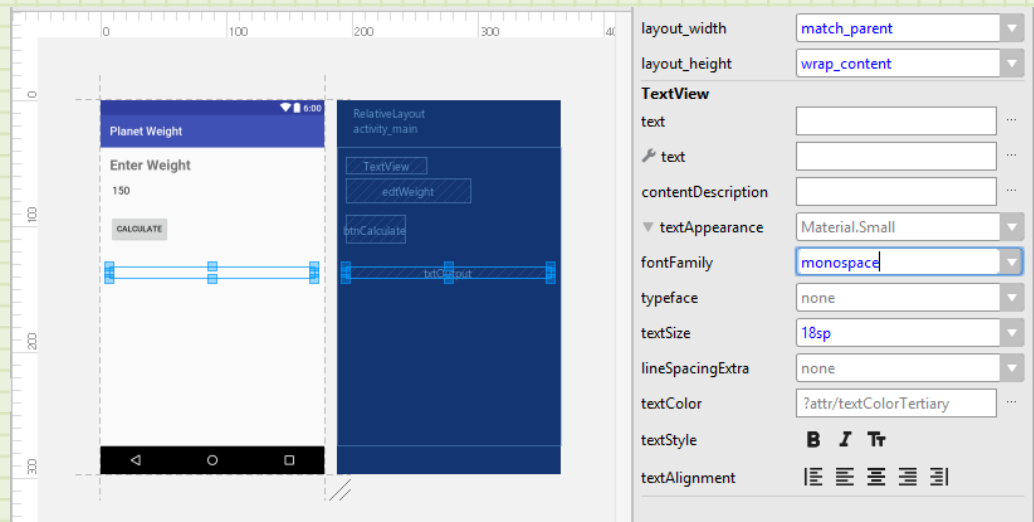 0 100 200 300 40
0
100
200
300
6:00
Planet Weight
Enter Weight
150
CALCULATE
RelativeLayout
activity_main
TextView
edtWeight
btnCalculate
txtOutput
layout_width match_parent
layout_height wrap_content
TextView
text ...
text ...
contentDescription ...
textAppearance Material.Small
fontFamily monospace
typeface none
textSize 18sp
lineSpacingExtra none
textColor ?attr/textColorTertiary ...
textStyle B I Tт
textAlignment